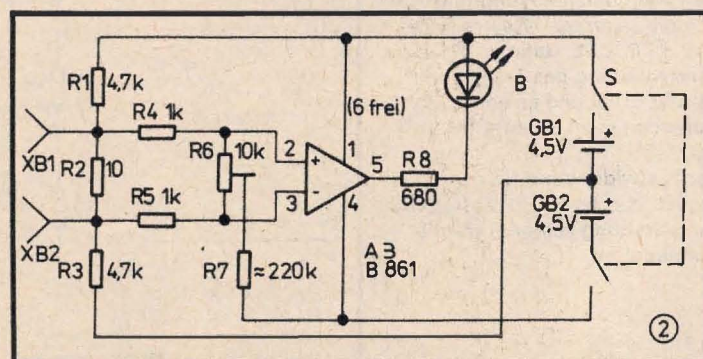 R1 4,7k
R4 1k
XB1
R2 10
R6 10k
R5 1k
XB2
R3 4,7k
R7 ≈220k
2
+
3
-
(6 frei)
1
5
4
R8
680
A3
B 861
B
S
GB1
4,5V
+
GB2
4,5V
+
2